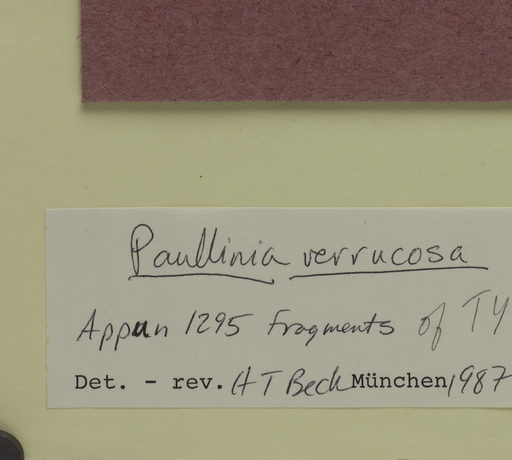 Paullinia verrucosa
Appun 1295 fragments of TY
Det. - rev. H T Beck München 1987